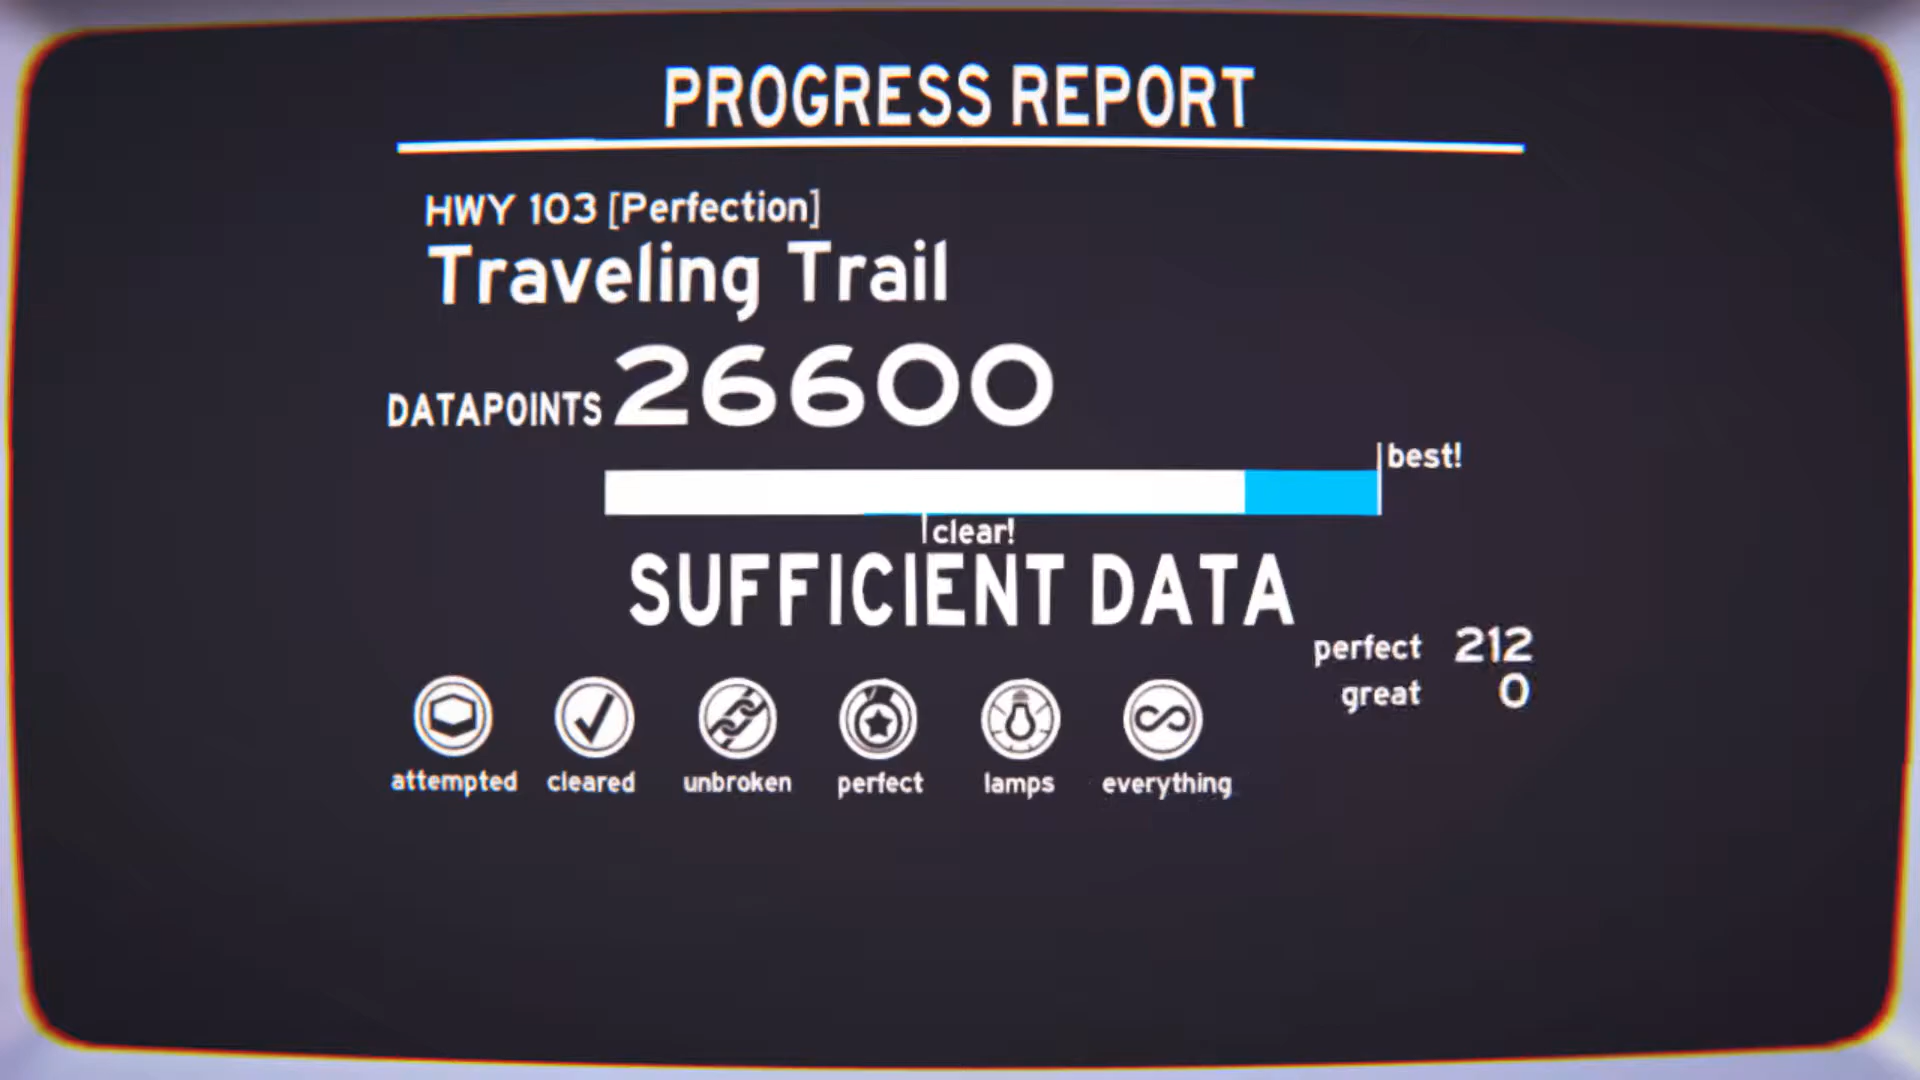 PROGRESS REPORT
HWY 103 [Perfection]
Traveling Trail
DATAPOINTS 26600
best!
clear!
SUFFICIENT DATA
perfect 212
great 0
attempted cleared unbroken perfect lamps everything